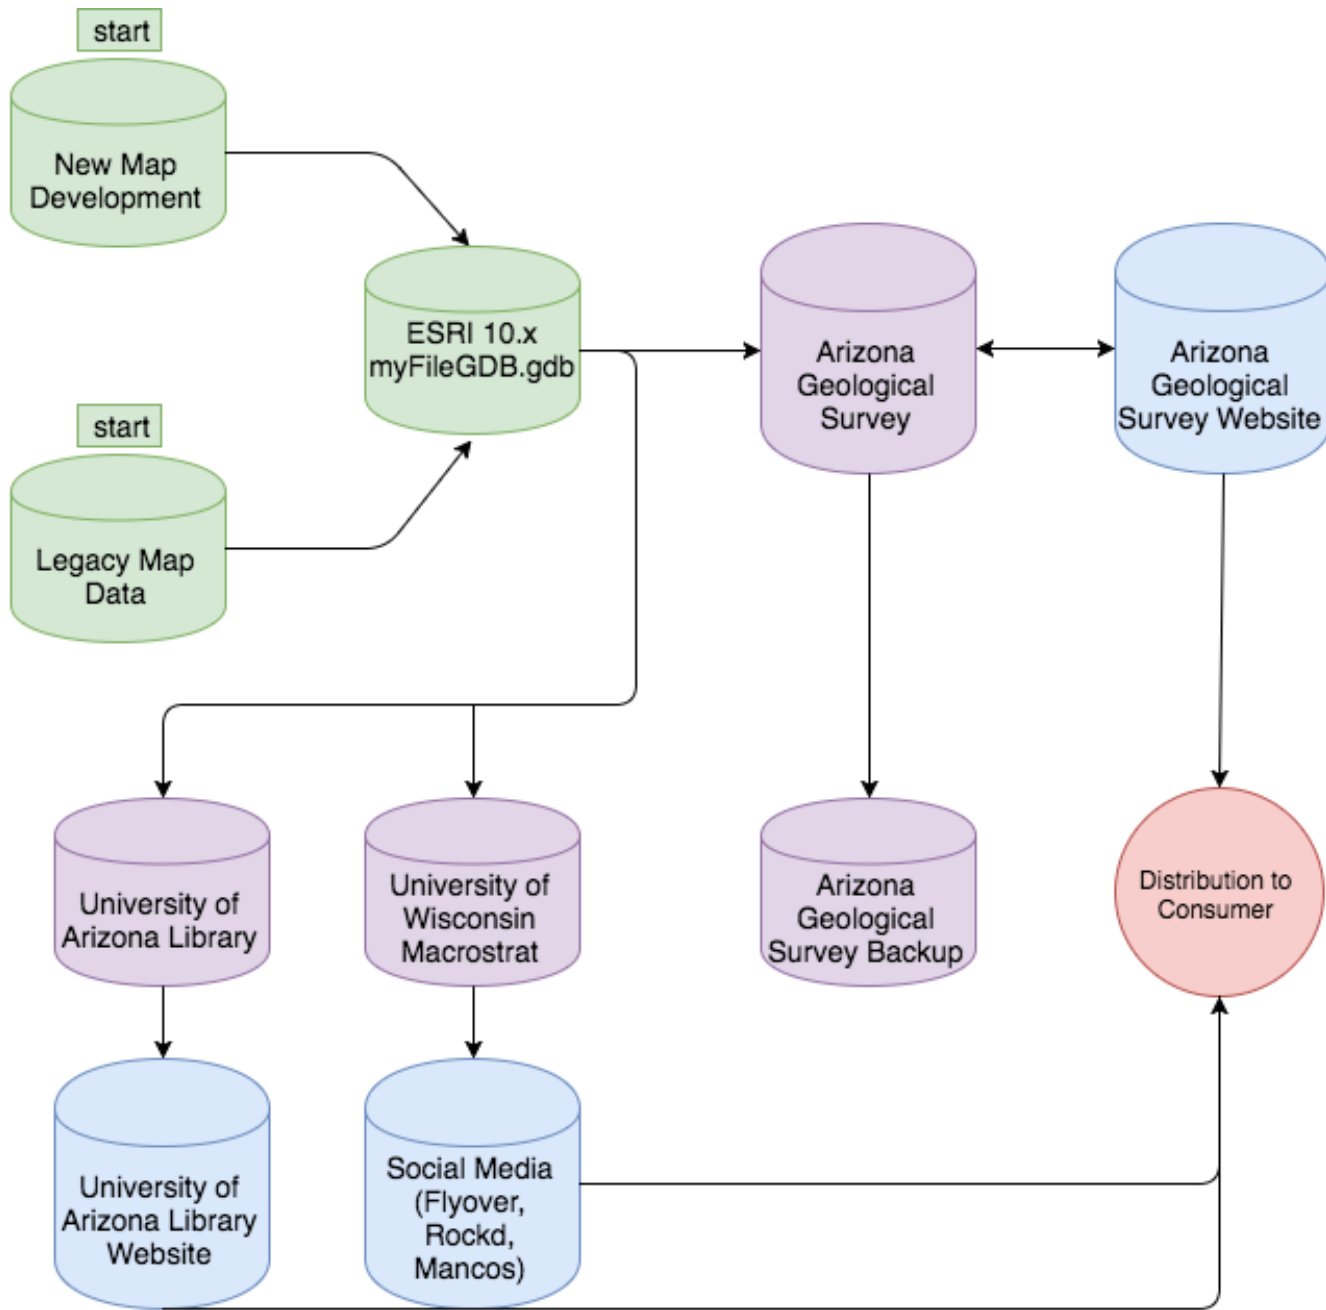 start
New Map
Development
ESRI 10.x
myFileGDB.gdb
Arizona
Geological
Survey
Arizona
Geological
Survey Website
start
Legacy Map
Data
University of
Arizona Library
University of
Wisconsin
Macrostrat
Arizona
Geological
Survey Backup
Distribution to
Consumer
University of
Arizona Library
Website
Social Media
(Flyover,
Rockd,
Mancos)